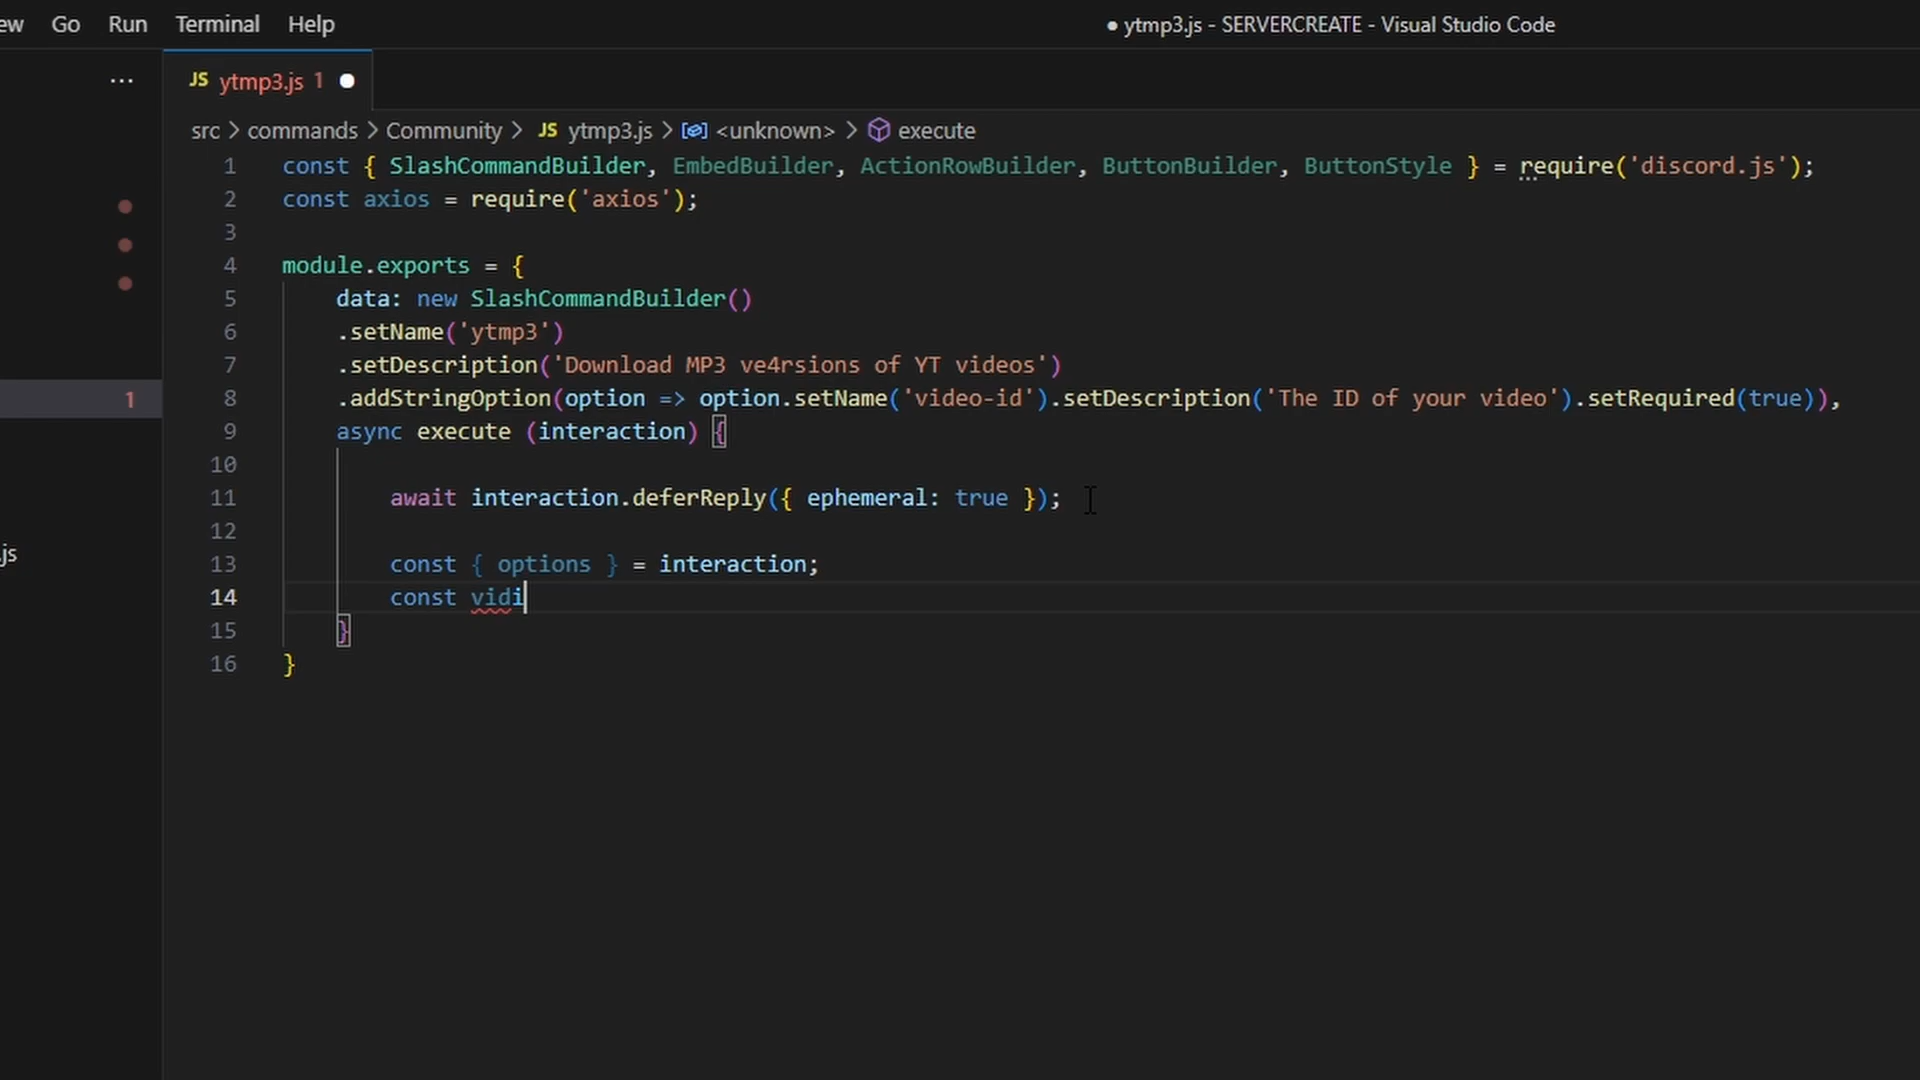 ew Go Run Terminal Help ● ytmp3.js - SERVERCREATE - Visual Studio Code
... JS ytmp3.js 1
src > commands > Community > JS ytmp3.js > <unknown> > execute
1 const { SlashCommandBuilder, EmbedBuilder, ActionRowBuilder, ButtonBuilder, ButtonStyle } = require('discord.js');
2 const axios = require('axios');
3
4 module.exports = {
5 data: new SlashCommandBuilder()
6 .setName('ytmp3')
7 .setDescription('Download MP3 ve4rsions of YT videos')
1 8 .addStringOption(option => option.setName('video-id').setDescription('The ID of your video').setRequired(true)),
9 async execute (interaction) {
10
11 await interaction.deferReply({ ephemeral: true });
12
.js 13 const { options } = interaction;
14 const vidi
15 }
16 }